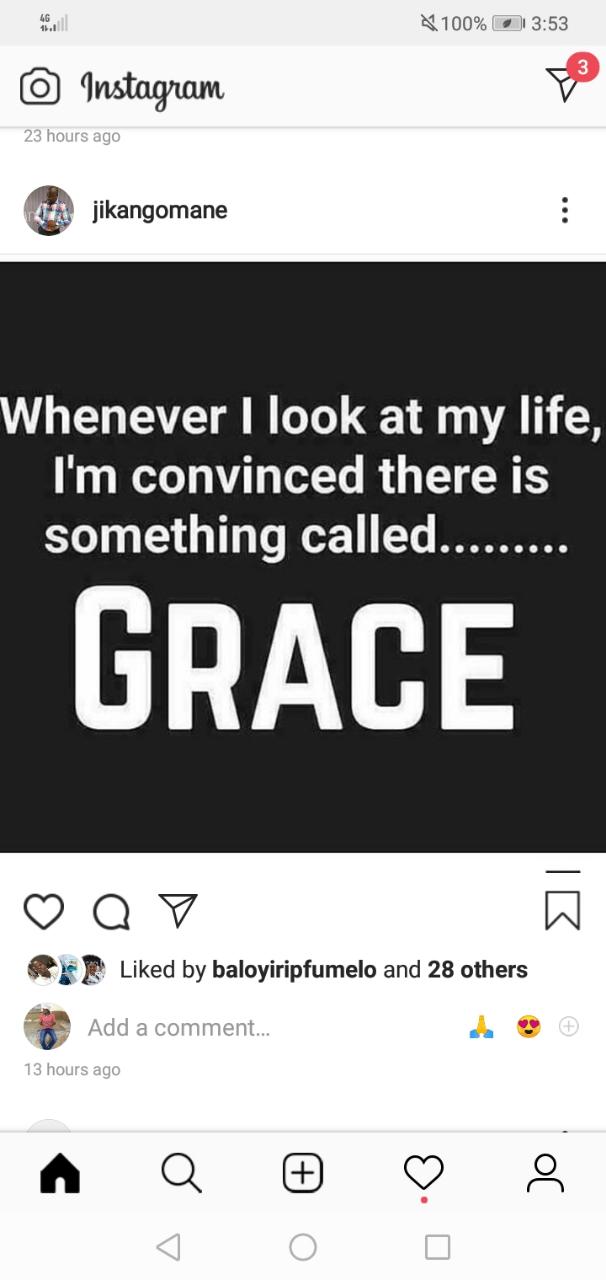 4G
100% 3:53
Instagram
3
23 hours ago
jikangomane
Whenever I look at my life,
I'm convinced there is
something called.........
GRACE
Liked by baloyiripfumelo and 28 others
Add a comment...
13 hours ago